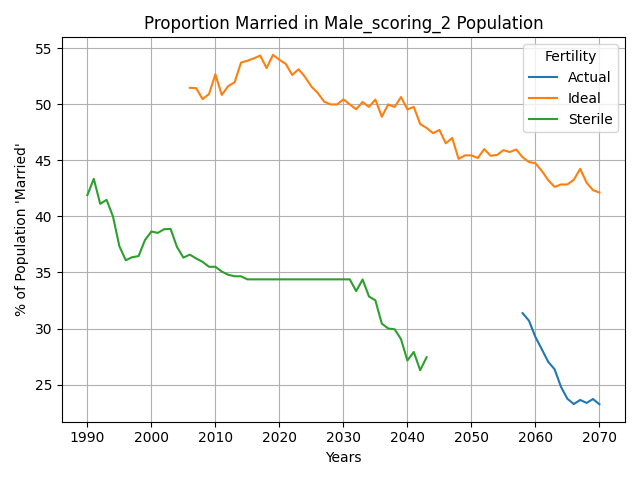 Proportion Married in Male_scoring_2 Population
% of Population 'Married'
55
50
45
40
35
30
25
Fertility
Actual
Ideal
Sterile
1990 2000 2010 2020 2030 2040 2050 2060 2070
Years